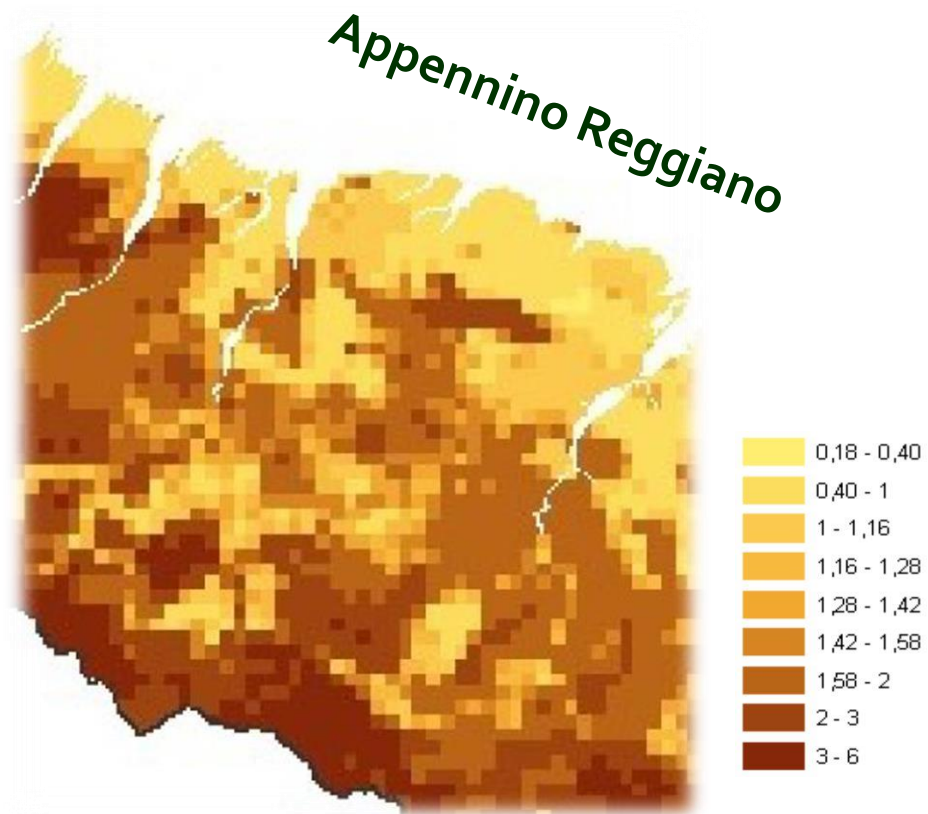 Appennino Reggiano
0,18 - 0,40
0,40 - 1
1 - 1,16
1,16 - 1,28
1,28 - 1,42
1,42 - 1,58
1,58 - 2
2 - 3
3 - 6